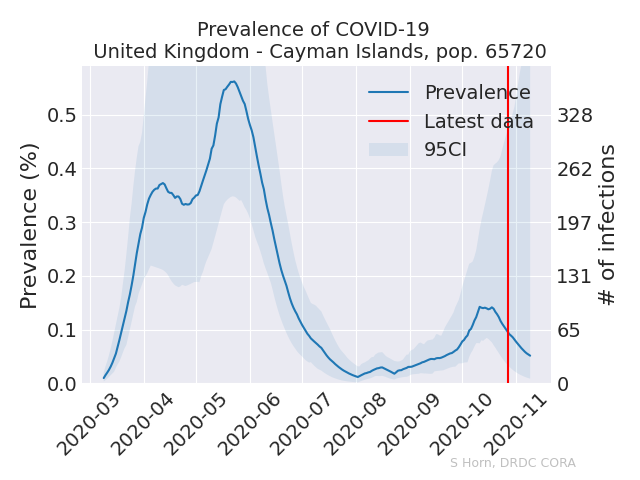 Prevalence of COVID-19
United Kingdom - Cayman Islands, pop. 65720
Prevalence (%)
0.5
0.4
0.3
0.2
0.1
0.0
Prevalence
Latest data
95CI
328
262
197
131
65
0
# of infections
2020-03
2020-04
2020-05
2020-06
2020-07
2020-08
2020-09
2020-10
2020-11
S Horn, DRDC CORA